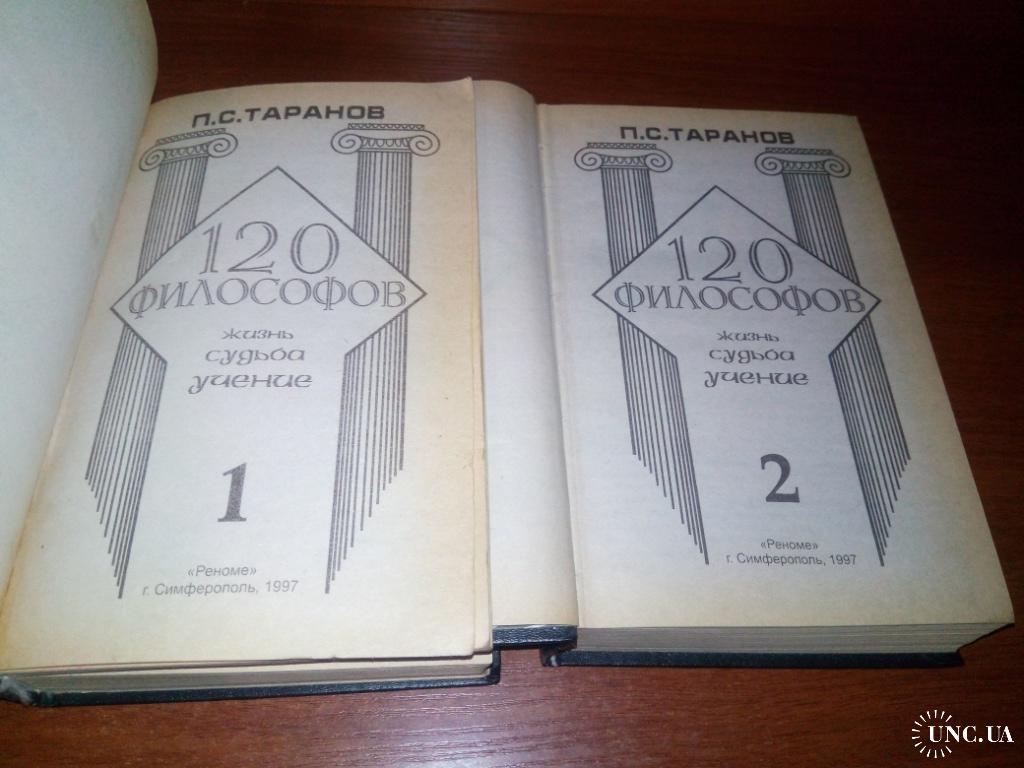 П.С.ТАРАНОВ
120
ФИЛОСОФОВ
жизнь
судьба
учение
1
«Реноме»
г. Симферополь, 1997
П.С.ТАРАНОВ
120
ФИЛОСОФОВ
жизнь
судьба
учение
2
«Реноме»
г. Симферополь, 1997
UNC.UA